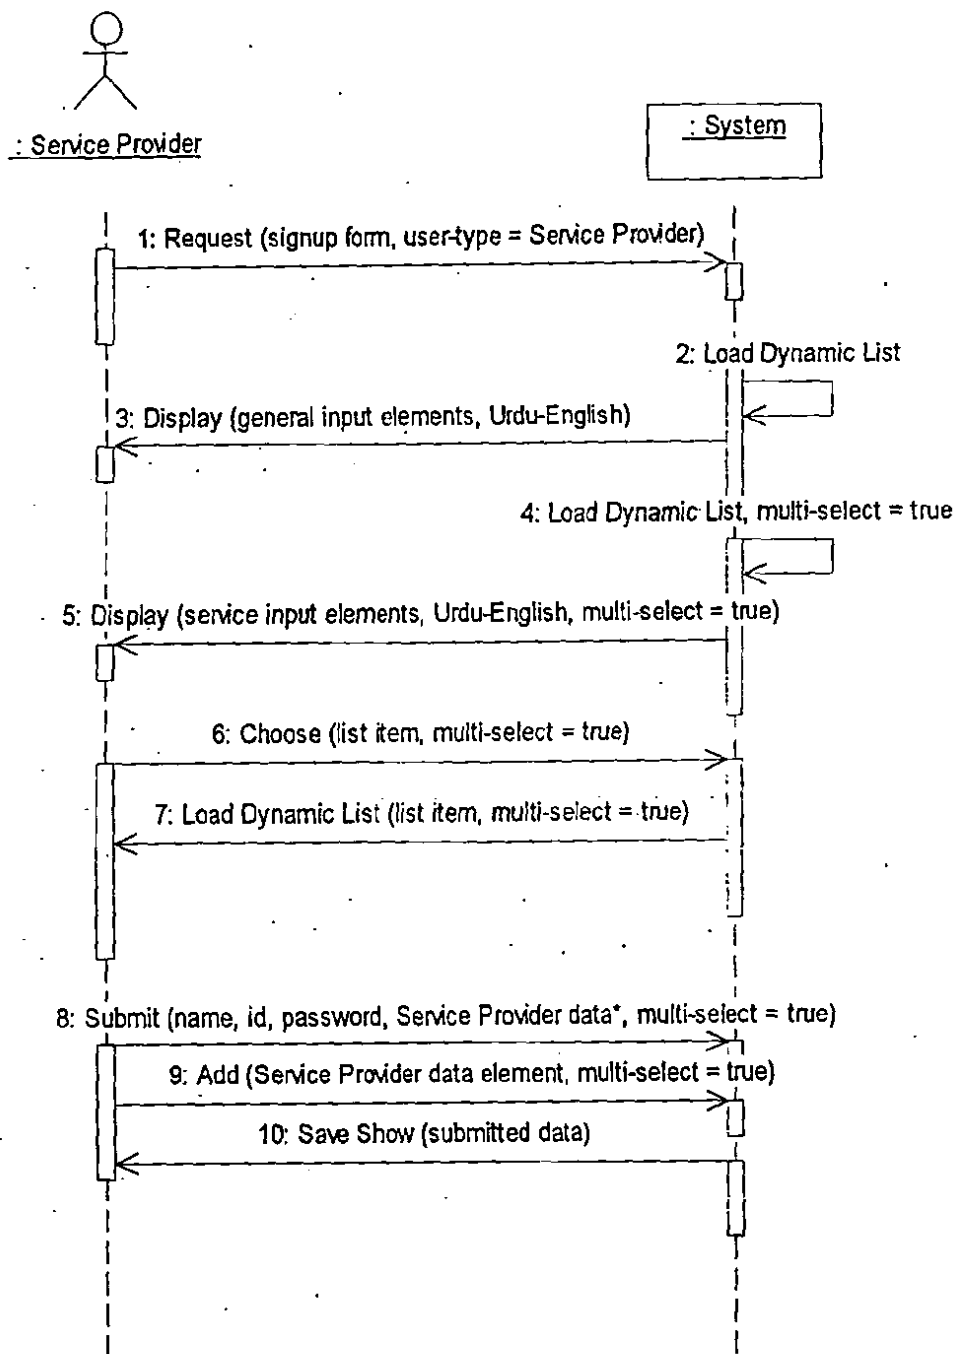 : Service Provider
: System
1: Request (signup form, user-type = Service Provider)
2: Load Dynamic List
3: Display (general input elements, Urdu-English)
4: Load Dynamic List, multi-select = true
5: Display (service input elements, Urdu-English, multi-select = true)
6: Choose (list item, multi-select = true)
7: Load Dynamic List (list item, multi-select = true)
8: Submit (name, id, password, Service Provider data*, multi-select = true)
9: Add (Service Provider data element, multi-select = true)
10: Save Show (submitted data)